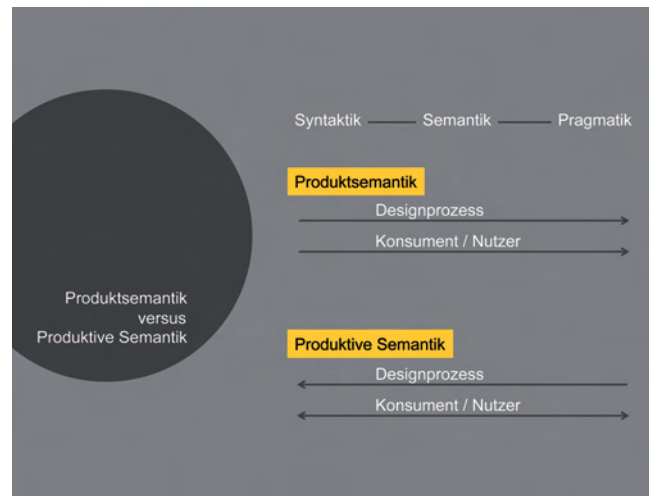 Syntaktik Semantik Pragmatik
Produktsemantik
Designprozess
Konsument / Nutzer
Produktsemantik
versus
Produktive Semantik
Produktive Semantik
Designprozess
Konsument / Nutzer